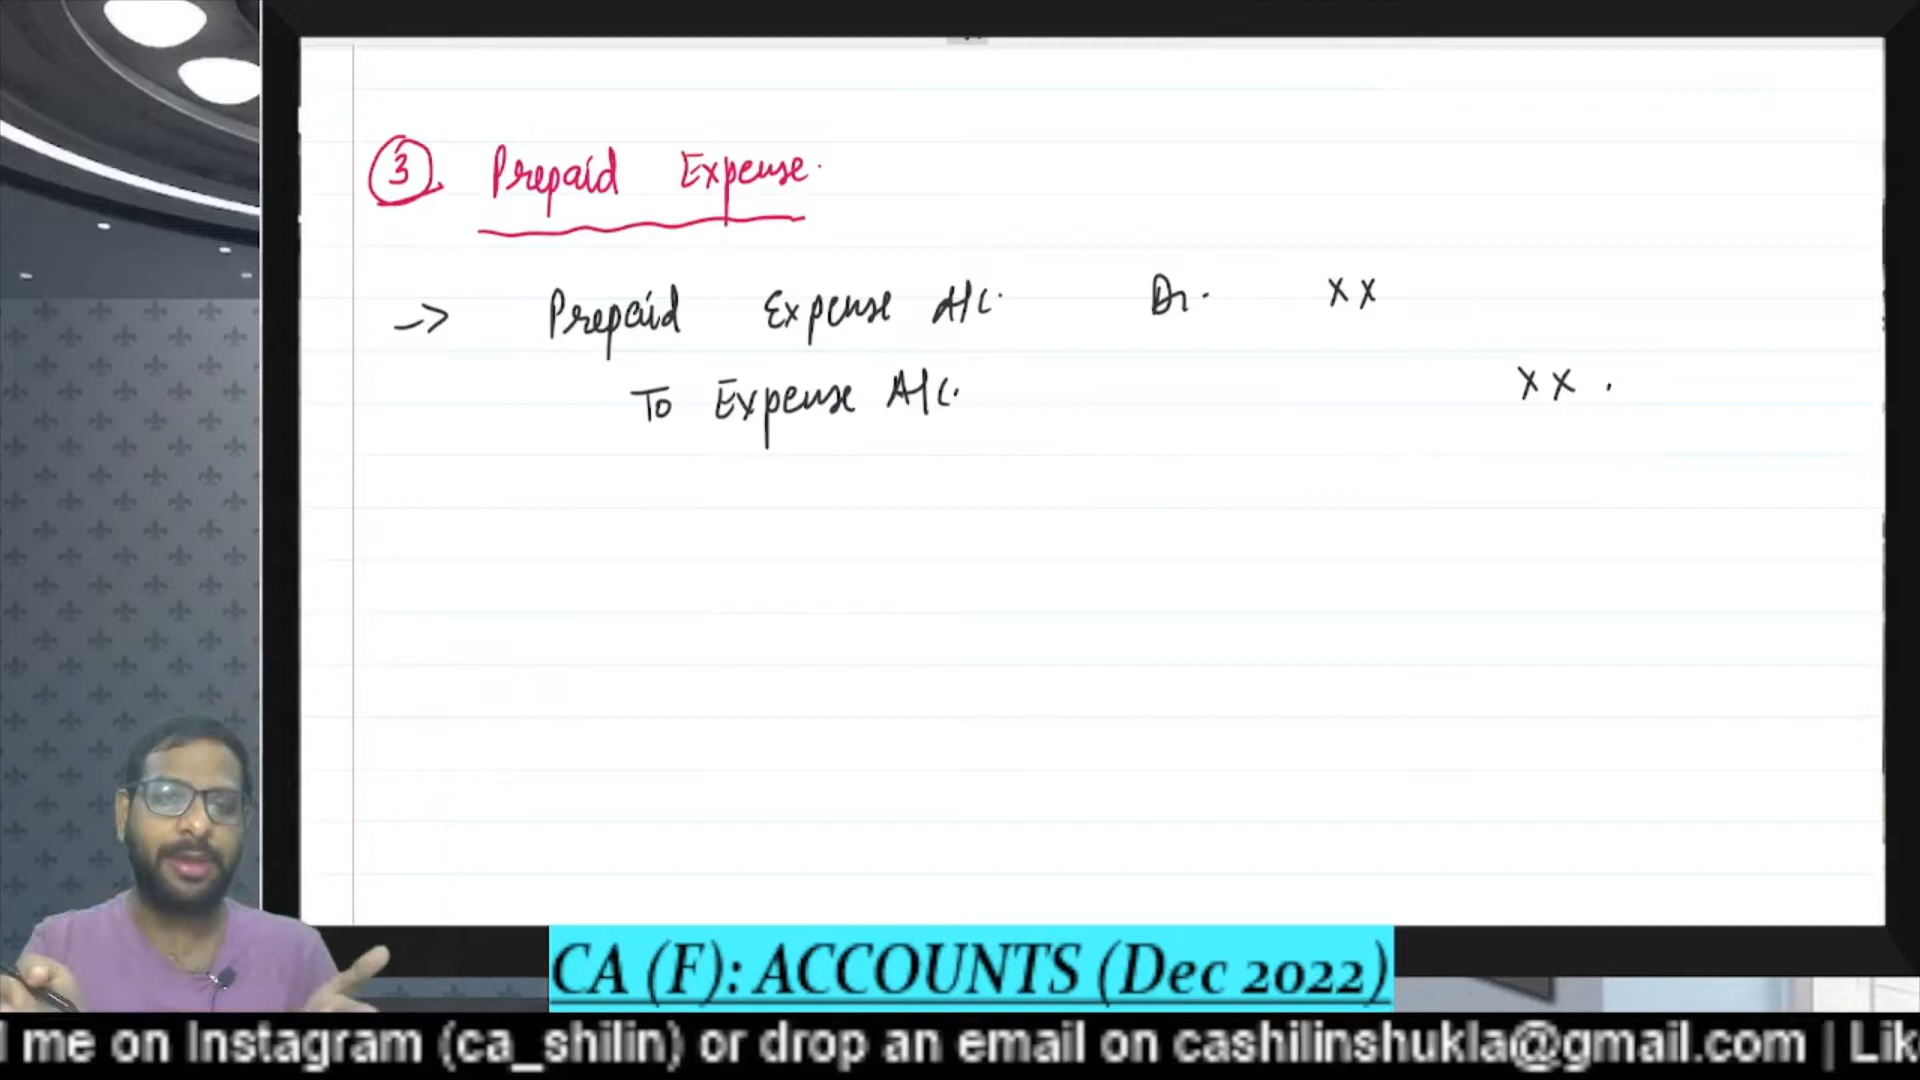 3. Prepaid Expense.
-> Prepaid Expense A/c. Dr. xx
To Expense A/c. xx.
CA (F): ACCOUNTS (Dec 2022)
me on Instagram (ca_shilin) or drop an email on cashilinshukla@gmail.com | Lik